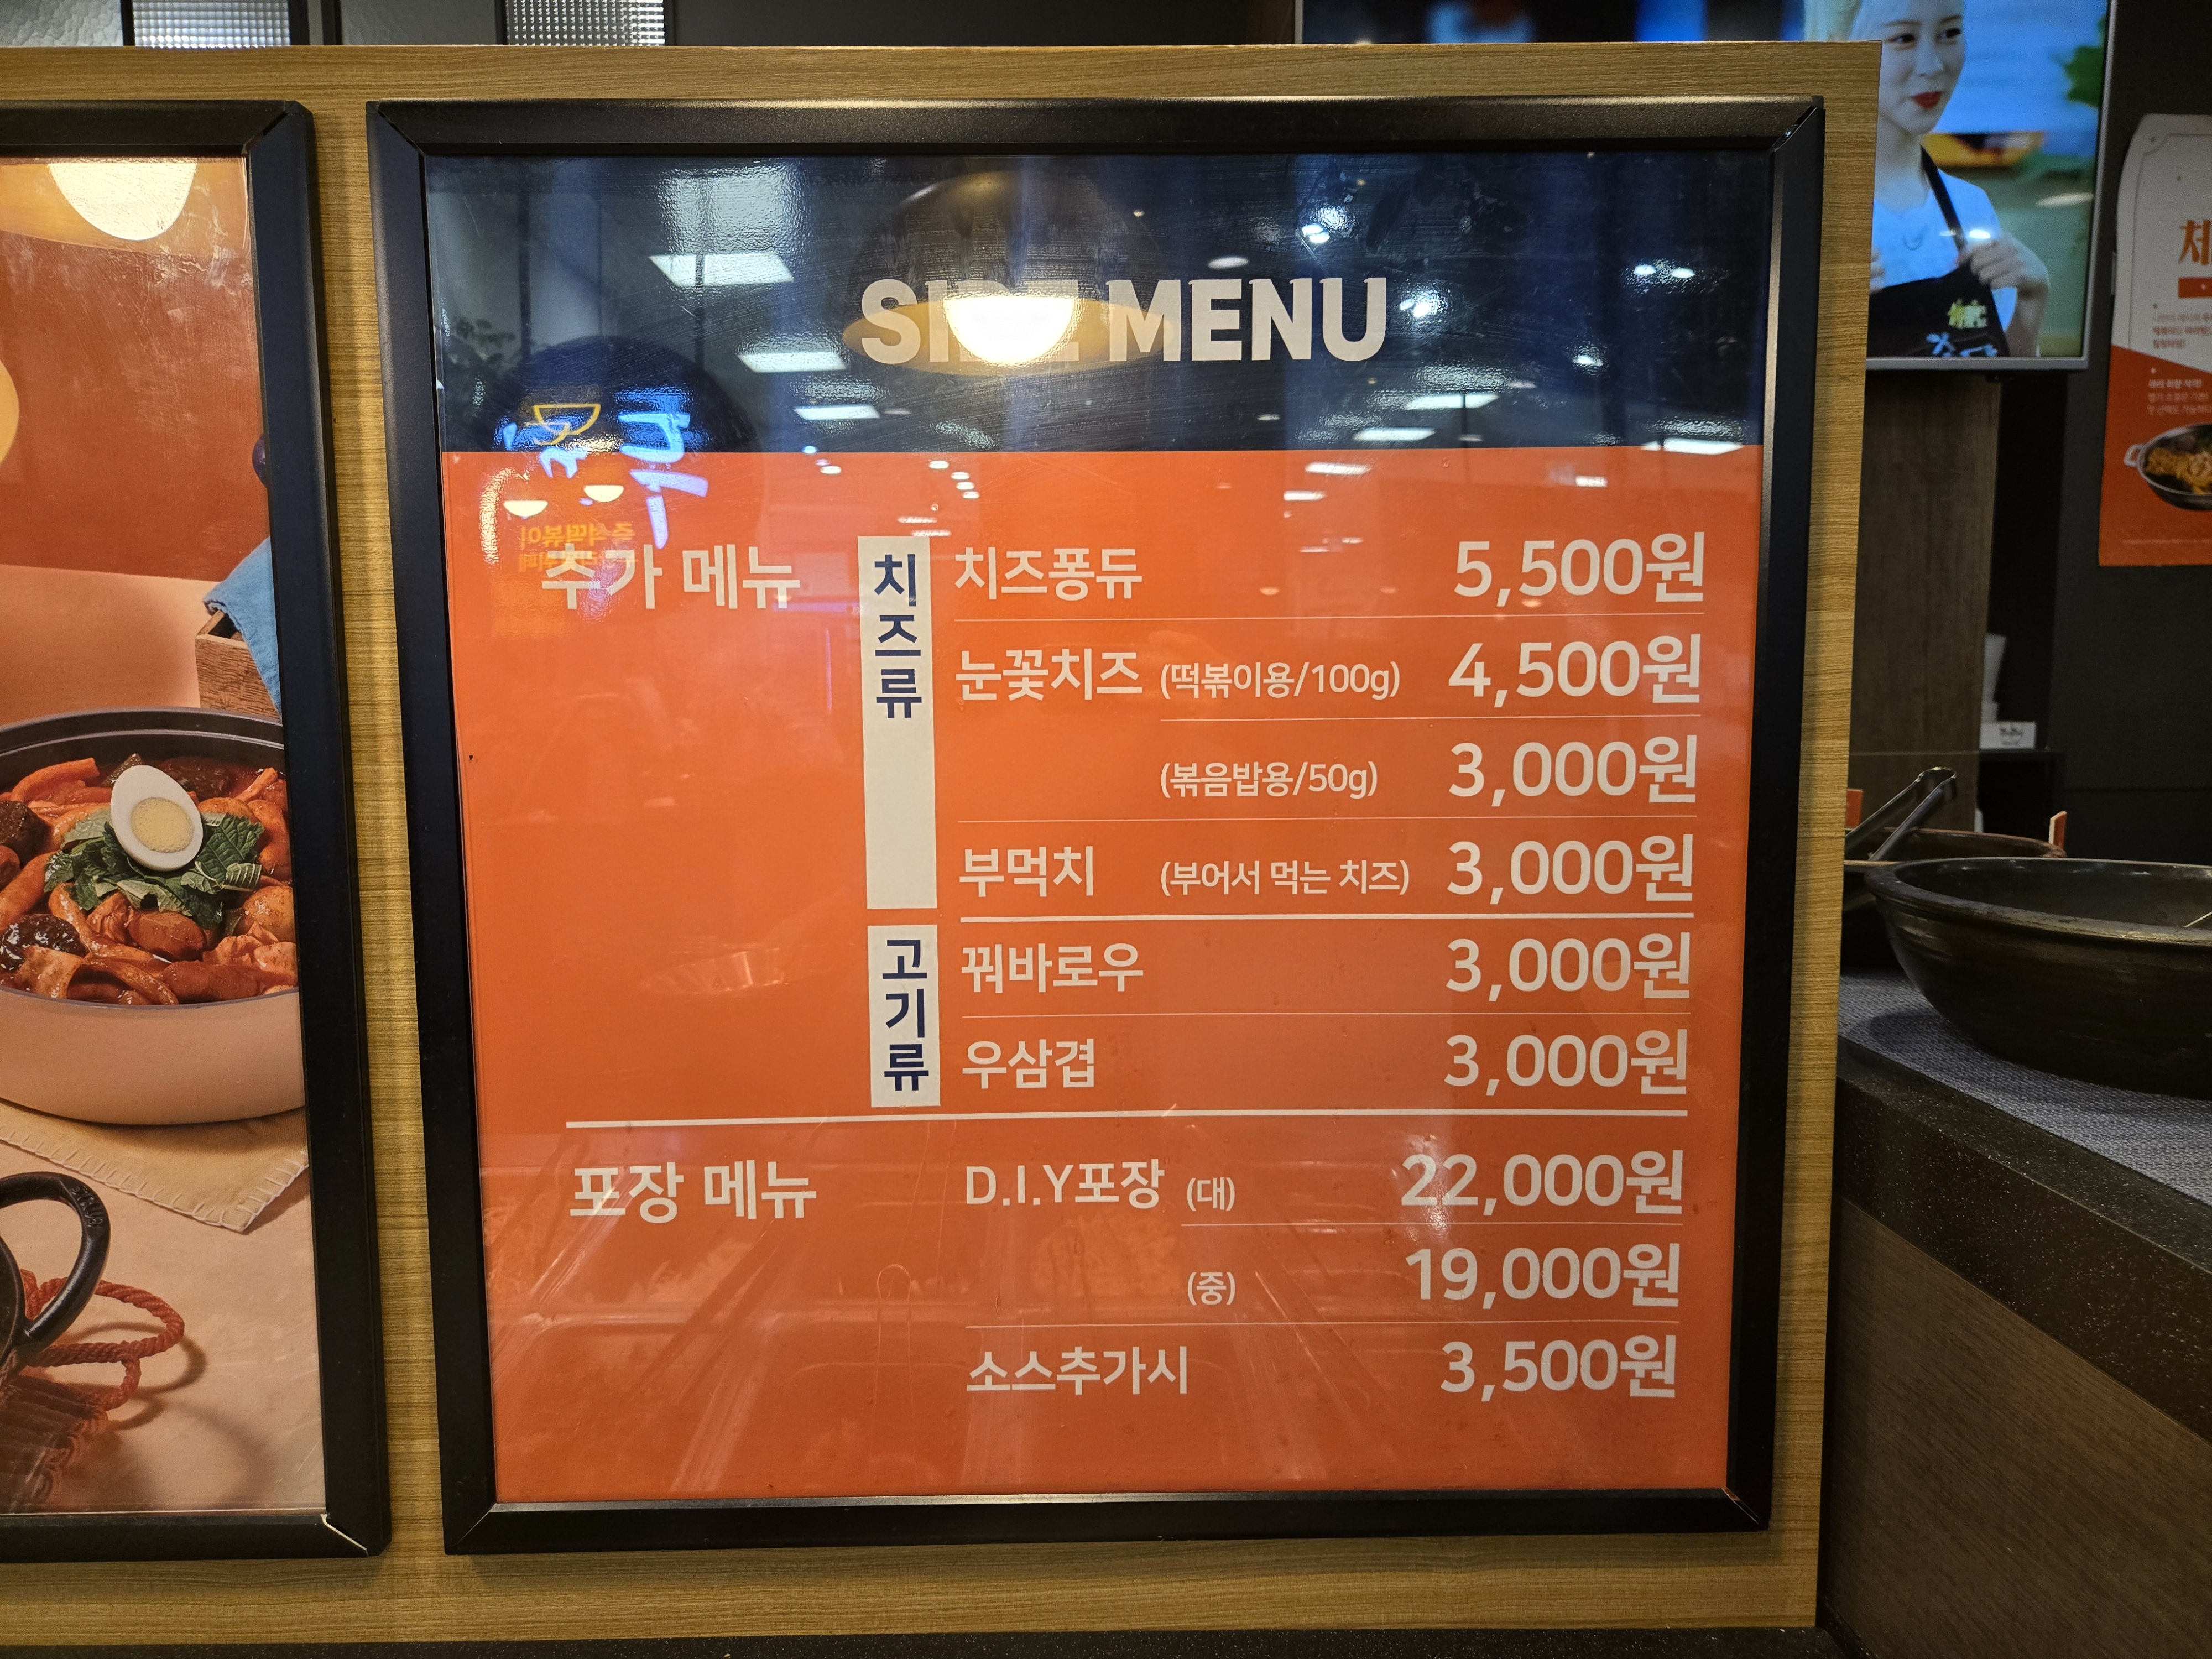 SIDE MENU
추가 메뉴
치즈류
치즈퐁듀 5,500원
눈꽃치즈 (떡볶이용/100g) 4,500원
(볶음밥용/50g) 3,000원
부먹치 (부어서 먹는 치즈) 3,000원
고기류
꿔바로우 3,000원
우삼겹 3,000원
포장 메뉴
D.I.Y포장 (대) 22,000원
(중) 19,000원
소스추가시 3,500원